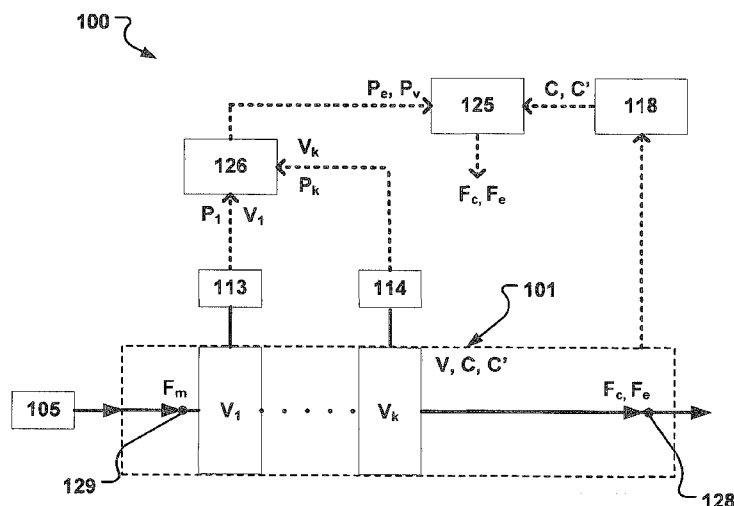 100
Pe, Pv
125
C, C'
118
126
Vk
Pk
Fc, Fe
P1 V1
113
114
101
V, C, C'
105
Fm
V1
Vk
Fc, Fe
129
128